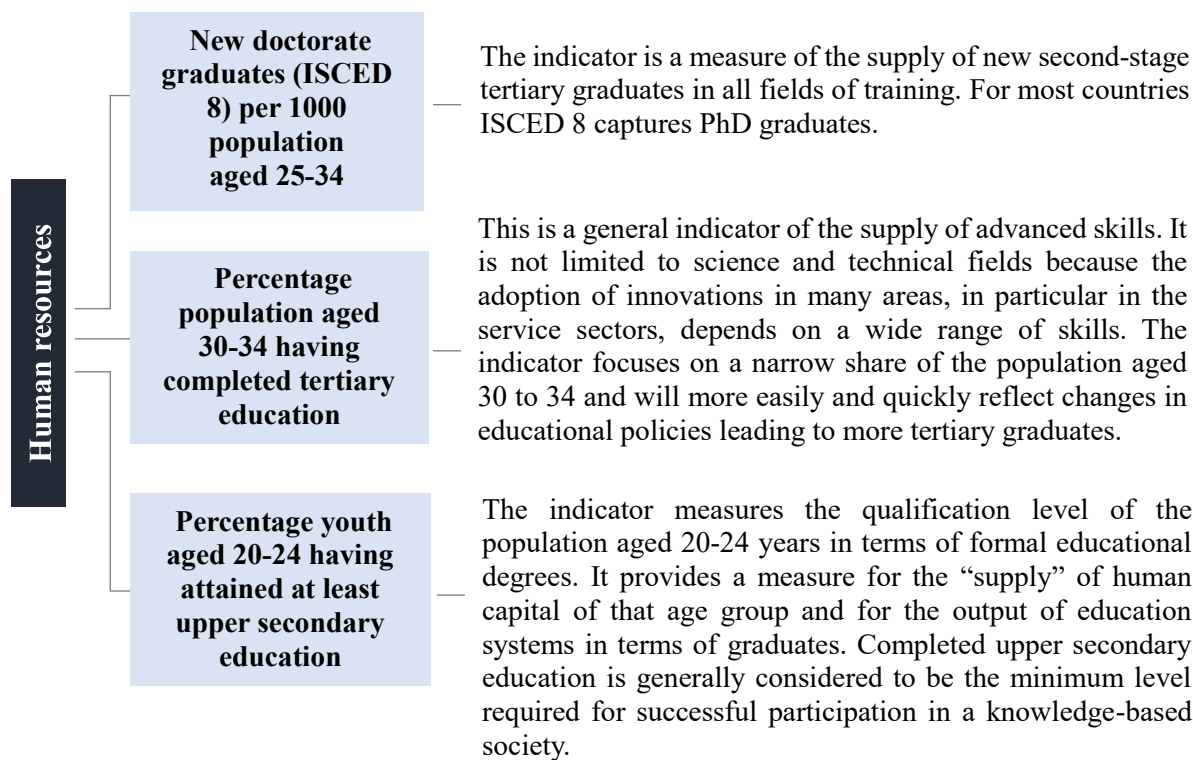 Human resources
New doctorate
graduates (ISCED
8) per 1000
population
aged 25-34
The indicator is a measure of the supply of new second-stage
tertiary graduates in all fields of training. For most countries
ISCED 8 captures PhD graduates.
Percentage
population aged
30-34 having
completed tertiary
education
This is a general indicator of the supply of advanced skills. It
is not limited to science and technical fields because the
adoption of innovations in many areas, in particular in the
service sectors, depends on a wide range of skills. The
indicator focuses on a narrow share of the population aged
30 to 34 and will more easily and quickly reflect changes in
educational policies leading to more tertiary graduates.
Percentage youth
aged 20-24 having
attained at least
upper secondary
education
The indicator measures the qualification level of the
population aged 20-24 years in terms of formal educational
degrees. It provides a measure for the “supply” of human
capital of that age group and for the output of education
systems in terms of graduates. Completed upper secondary
education is generally considered to be the minimum level
required for successful participation in a knowledge-based
society.